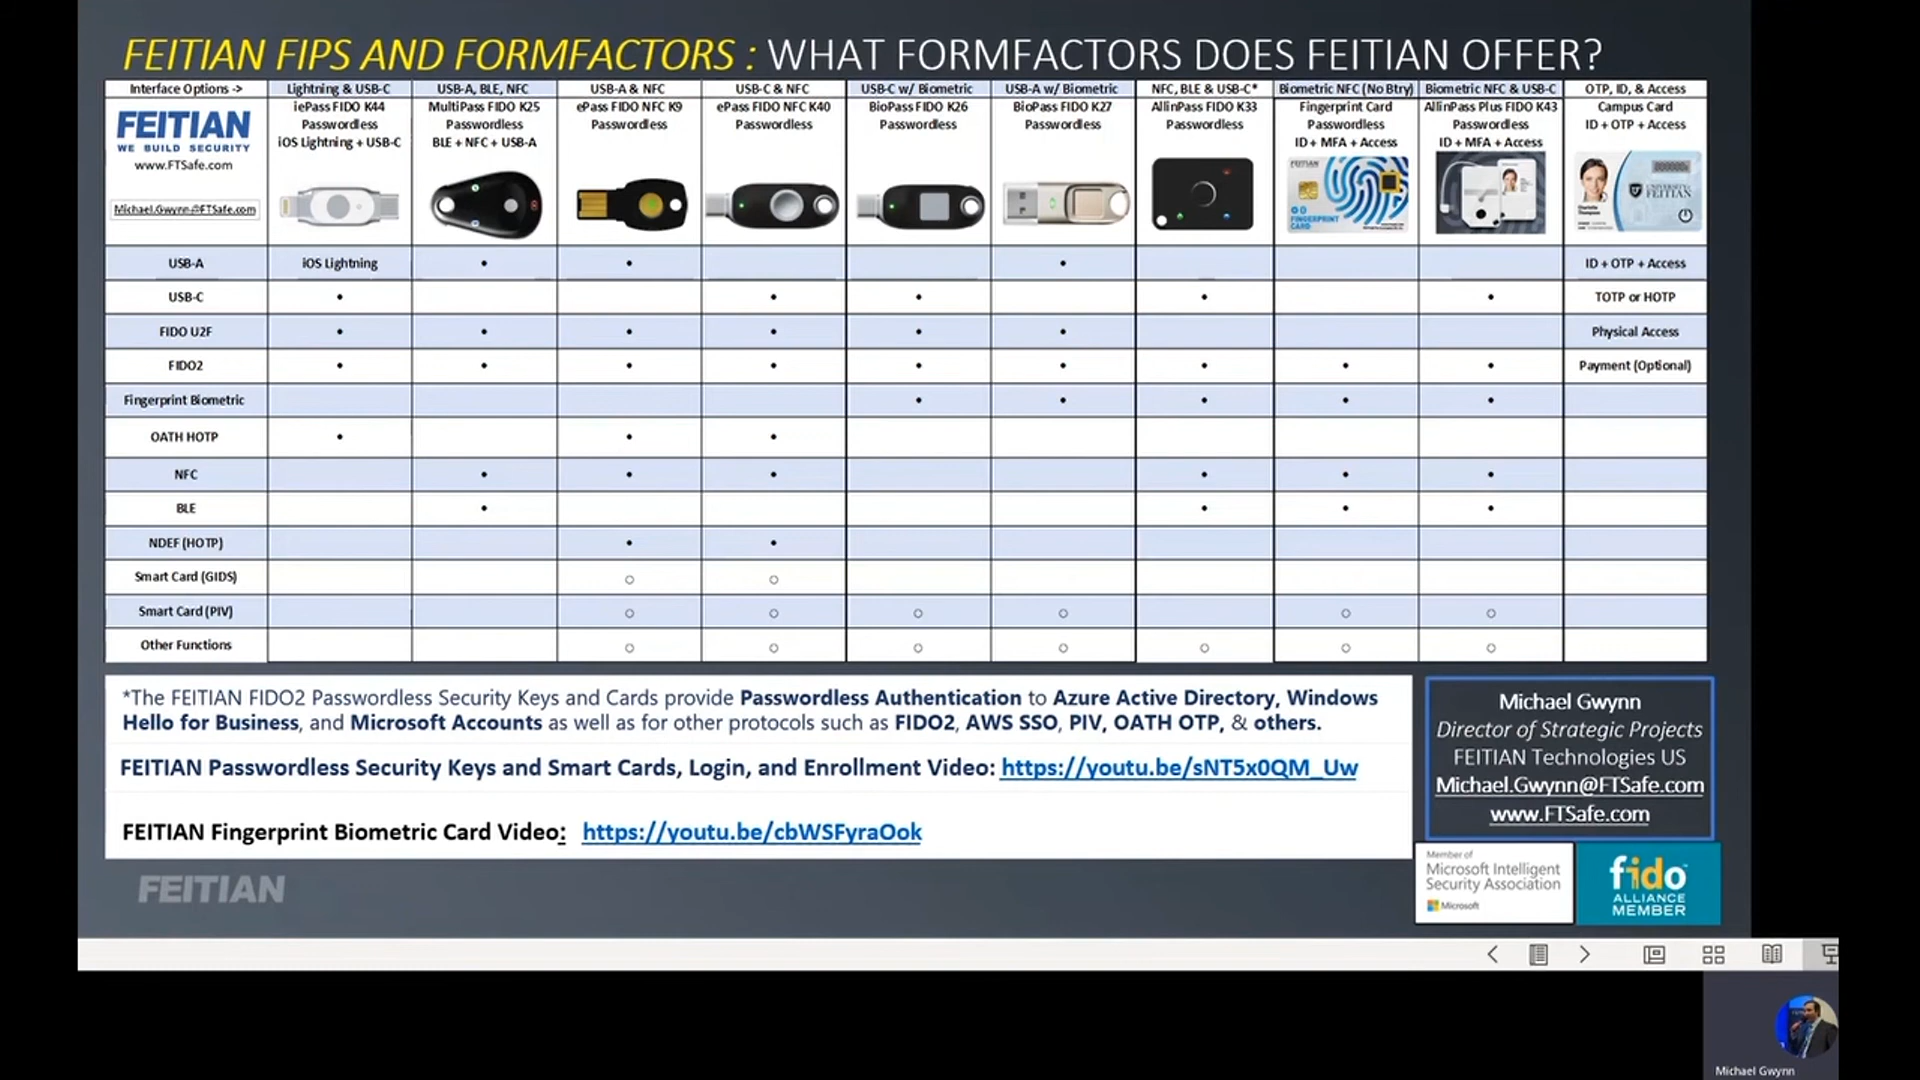 FEITIAN FIPS AND FORMFACTORS : WHAT FORMFACTORS DOES FEITIAN OFFER?
Interface Options -> Lightning & USB-C USB-A, BLE, NFC USB-A & NFC USB-C & NFC USB-C w/ Biometric USB-A w/ Biometric NFC, BLE & USB-C* Biometric NFC (No Btry) Biometric NFC & USB-C OTP, ID, & Access
FEITIAN
WE BUILD SECURITY
www.FTSafe.com
Michael.Gwynn@FTSafe.com
iePass FIDO K44
Passwordless
iOS Lightning + USB-C
MultiPass FIDO K25
Passwordless
BLE + NFC + USB-A
ePass FIDO NFC K9
Passwordless
ePass FIDO NFC K40
Passwordless
BioPass FIDO K26
Passwordless
BioPass FIDO K27
Passwordless
AllinPass FIDO K33
Passwordless
Fingerprint Card
Passwordless
ID + MFA + Access
FEITIAN
FINGERPRINT
CARD
AllinPass Plus FIDO K43
Passwordless
ID + MFA + Access
Campus Card
ID + OTP + Access
UNIVERSITY
FEITIAN
USB-A iOS Lightning • • • ID + OTP + Access
USB-C • • • • • TOTP or HOTP
FIDO U2F • • • • • • Physical Access
FIDO2 • • • • • • • • • Payment (Optional)
Fingerprint Biometric • • • • •
OATH HOTP • • •
NFC • • • • • •
BLE • • • •
NDEF (HOTP) • •
Smart Card (GIDS) ○ ○
Smart Card (PIV) ○ ○ ○ ○ ○ ○
Other Functions ○ ○ ○ ○ ○ ○ ○
*The FEITIAN FIDO2 Passwordless Security Keys and Cards provide Passwordless Authentication to Azure Active Directory, Windows
Hello for Business, and Microsoft Accounts as well as for other protocols such as FIDO2, AWS SSO, PIV, OATH OTP, & others.
FEITIAN Passwordless Security Keys and Smart Cards, Login, and Enrollment Video: https://youtu.be/sNT5x0QM_Uw
FEITIAN Fingerprint Biometric Card Video: https://youtu.be/cbWSFyraOok
Michael Gwynn
Director of Strategic Projects
FEITIAN Technologies US
Michael.Gwynn@FTSafe.com
www.FTSafe.com
Member of
Microsoft Intelligent
Security Association
Microsoft
fido
ALLIANCE
MEMBER
FEITIAN
Michael Gwynn